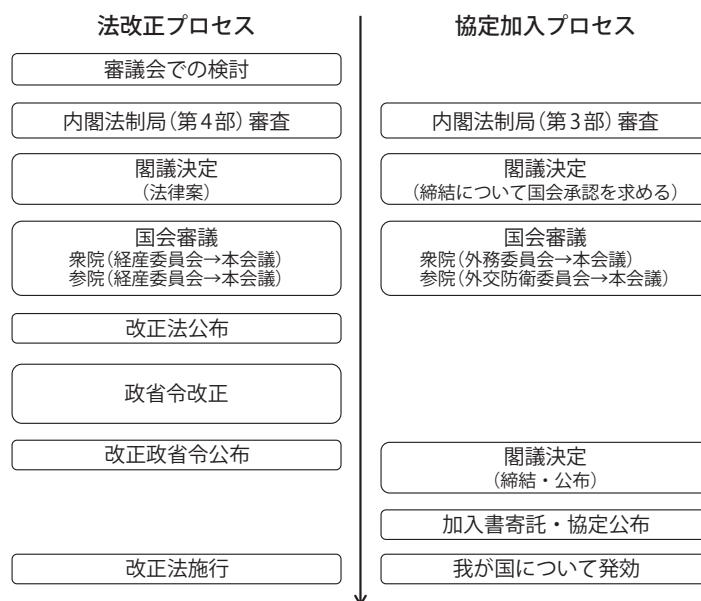 法改正プロセス
審議会での検討
内閣法制局(第4部)審査
閣議決定
(法律案)
国会審議
衆院(経産委員会→本会議)
参院(経産委員会→本会議)
改正法公布
政省令改正
改正政省令公布
改正法施行
協定加入プロセス
内閣法制局(第3部)審査
閣議決定
(締結について国会承認を求める)
国会審議
衆院(外務委員会→本会議)
参院(外交防衛委員会→本会議)
閣議決定
(締結・公布)
加入書寄託・協定公布
我が国について発効